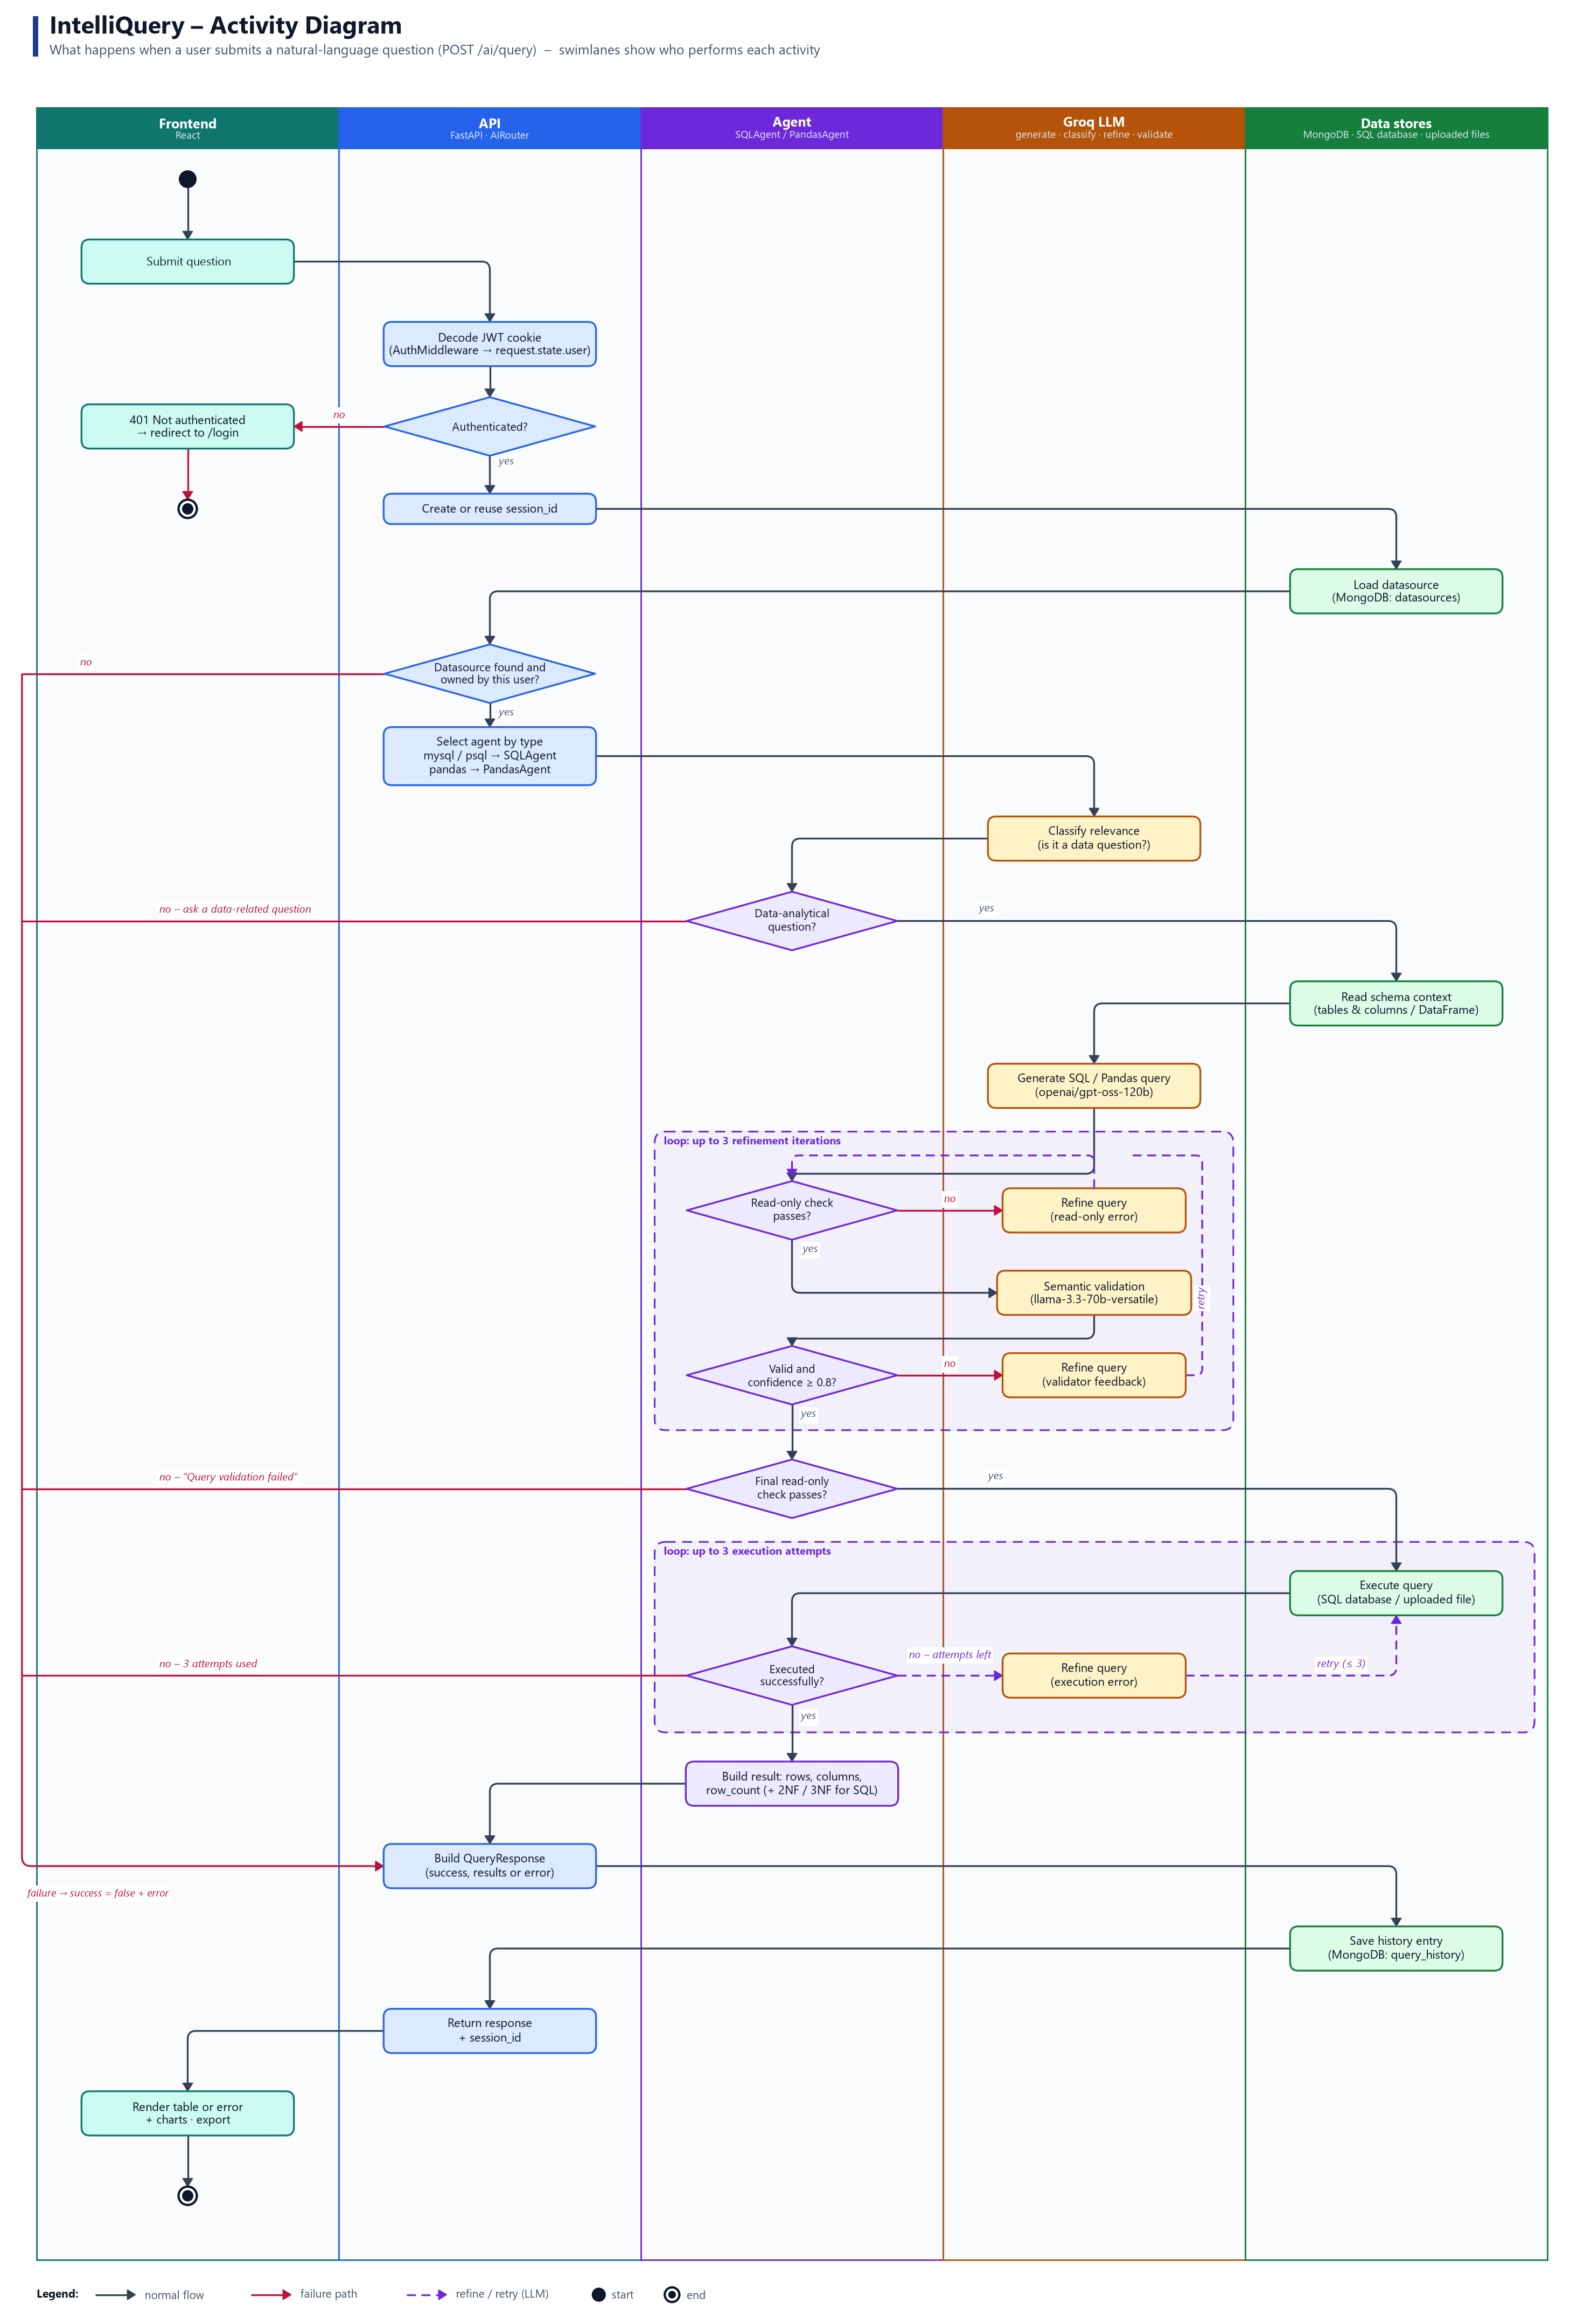 IntelliQuery – Activity Diagram
What happens when a user submits a natural-language question (POST /ai/query) – swimlanes show who performs each activity
Frontend
React
API
FastAPI · AIRouter
Agent
SQLAgent / PandasAgent
Groq LLM
generate · classify · refine · validate
Data stores
MongoDB · SQL database · uploaded files
Submit question
Decode JWT cookie
(AuthMiddleware → request.state.user)
401 Not authenticated
→ redirect to /login
no
Authenticated?
yes
Create or reuse session_id
Load datasource
(MongoDB: datasources)
no
Datasource found and
owned by this user?
yes
Select agent by type
mysql / psql → SQLAgent
pandas → PandasAgent
Classify relevance
(is it a data question?)
no – ask a data-related question
Data-analytical
question?
yes
Read schema context
(tables & columns / DataFrame)
Generate SQL / Pandas query
(openai/gpt-oss-120b)
loop: up to 3 refinement iterations
Read-only check
passes?
no
Refine query
(read-only error)
yes
Semantic validation
(llama-3.3-70b-versatile)
retry
Valid and
confidence ≥ 0.8?
no
Refine query
(validator feedback)
yes
no – "Query validation failed"
Final read-only
check passes?
yes
loop: up to 3 execution attempts
Execute query
(SQL database / uploaded file)
no – 3 attempts used
Executed
successfully?
no – attempts left
Refine query
(execution error)
retry (≤ 3)
yes
Build result: rows, columns,
row_count (+ 2NF / 3NF for SQL)
Build QueryResponse
(success, results or error)
failure → success = false + error
Save history entry
(MongoDB: query_history)
Return response
+ session_id
Render table or error
+ charts · export
Legend:
normal flow
failure path
refine / retry (LLM)
start
end